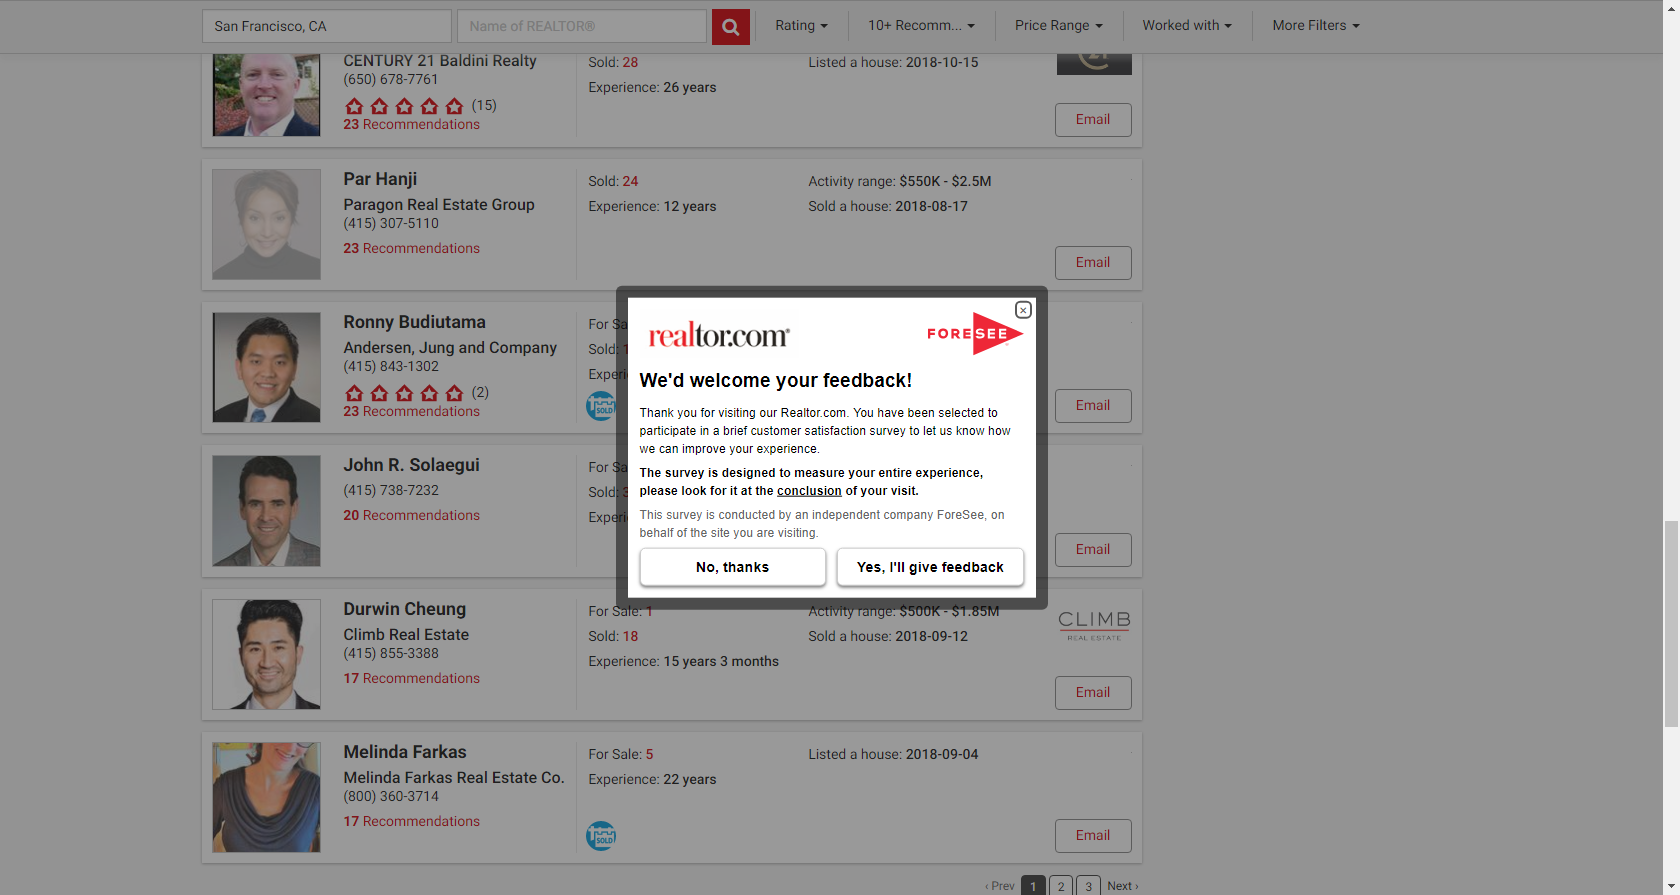 San Francisco, CA
Name of REALTOR®
Rating
10+ Recomm...
Price Range
Worked with
More Filters
CENTURY 21 Baldini Realty
(650) 678-7761
(15)
23 Recommendations
Sold: 28
Experience: 26 years
Listed a house: 2018-10-15
Email
Par Hanji
Paragon Real Estate Group
(415) 307-5110
23 Recommendations
Sold: 24
Experience: 12 years
Activity range: $550K - $2.5M
Sold a house: 2018-08-17
Email
Ronny Budiutama
Andersen, Jung and Company
(415) 843-1302
(2)
23 Recommendations
For Sa
Sold: 1
Experi
SOLD
Email
John R. Solaegui
(415) 738-7232
20 Recommendations
For Sa
Sold: 3
Experi
Email
realtor.com®
FORESEE
We'd welcome your feedback!
Thank you for visiting our Realtor.com. You have been selected to
participate in a brief customer satisfaction survey to let us know how
we can improve your experience.
The survey is designed to measure your entire experience,
please look for it at the conclusion of your visit.
This survey is conducted by an independent company ForeSee, on
behalf of the site you are visiting.
No, thanks
Yes, I'll give feedback
Durwin Cheung
Climb Real Estate
(415) 855-3388
17 Recommendations
For Sale: 1
Sold: 18
Experience: 15 years 3 months
Activity range: $500K - $1.85M
Sold a house: 2018-09-12
CLIMB
REAL ESTATE
Email
Melinda Farkas
Melinda Farkas Real Estate Co.
(800) 360-3714
17 Recommendations
For Sale: 5
Experience: 22 years
SOLD
Listed a house: 2018-09-04
Email
‹ Prev
1
2
3
Next ›